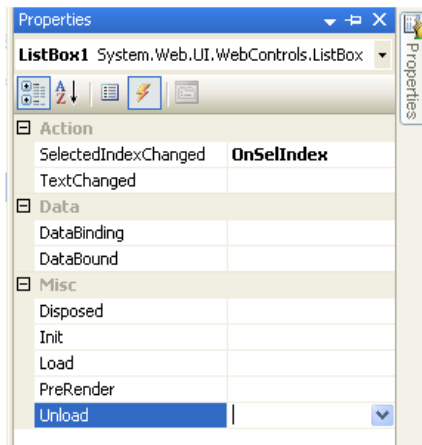 Properties
ListBox1 System.Web.UI.WebControls.ListBox
Action
SelectedIndexChanged OnSelIndex
TextChanged
Data
DataBinding
DataBound
Misc
Disposed
Init
Load
PreRender
Unload
Properties